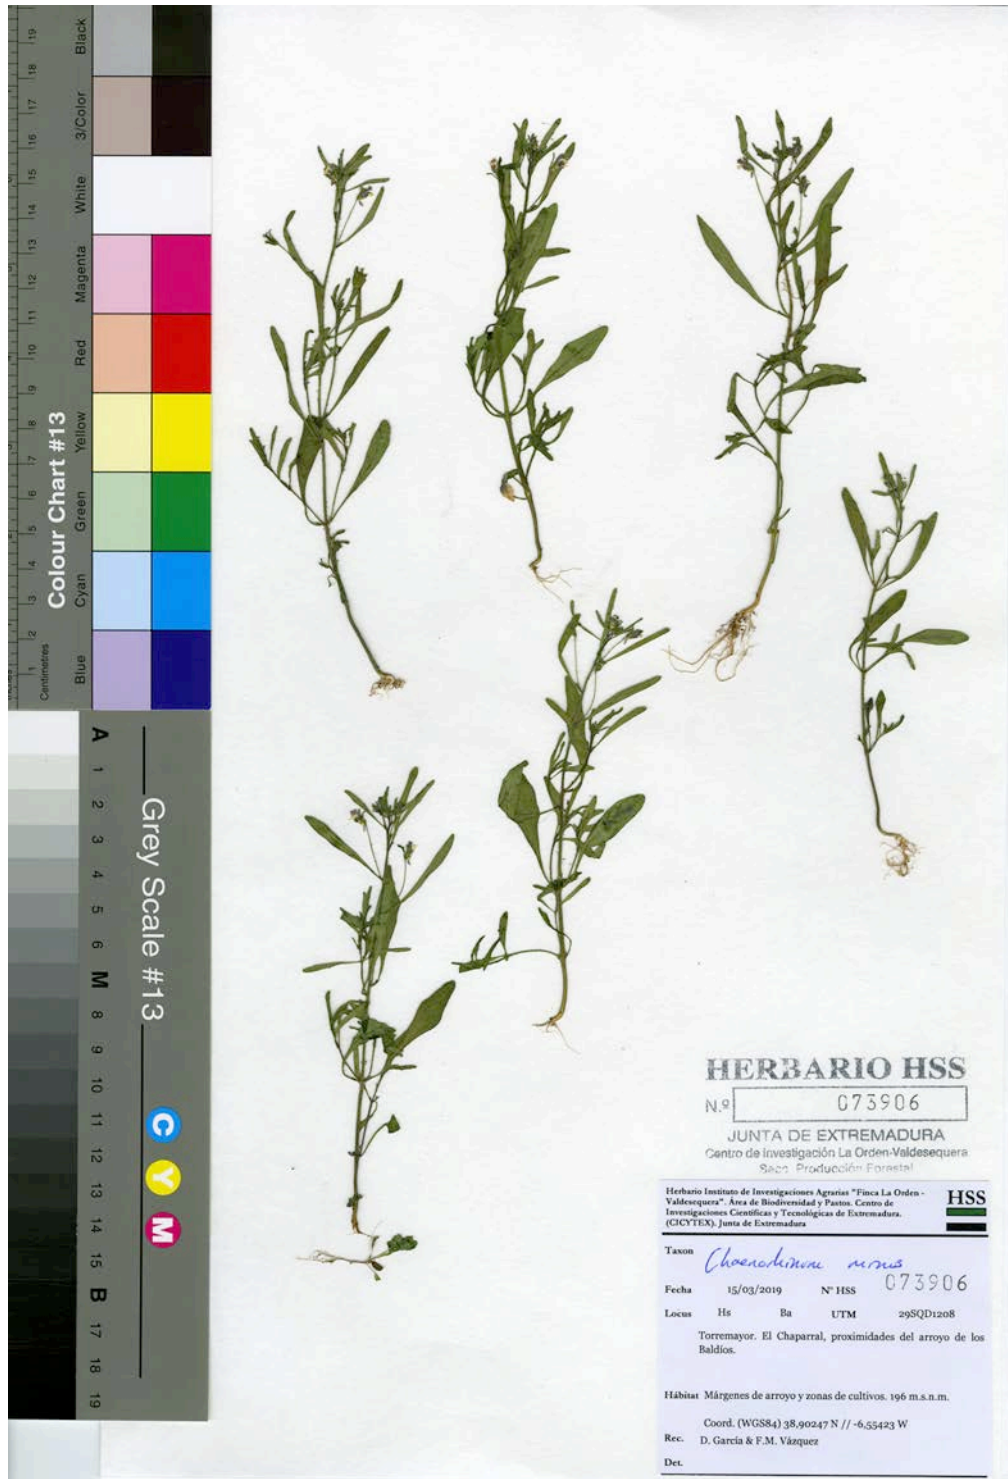 Colour Chart #13
Centimetres
Blue
Cyan
Green
Yellow
Red
Magenta
White
3/Color
Black
1 2 3 4 5 6 7 8 9 10 11 12 13 14 15 16 17 18 19
Grey Scale #13
C
Y
M
A
1
2
3
4
5
6
M
8
9
10
11
12
13
14
15
B
17
18
19
HERBARIO HSS
N.º 073906
JUNTA DE EXTREMADURA
Centro de Investigación La Orden-Valdesequera
Secc. Producción Forestal
Herbario Instituto de Investigaciones Agrarias "Finca La Orden -
Valdesequera". Área de Biodiversidad y Pastos. Centro de
Investigaciones Científicas y Tecnológicas de Extremadura.
(CICYTEX). Junta de Extremadura
HSS
Taxon
Fecha 15/03/2019 Nº HSS 073906
Locus Hs Ba UTM 29SQD1208
Torremayor. El Chaparral, proximidades del arroyo de los
Baldíos.
Hábitat Márgenes de arroyo y zonas de cultivos. 196 m.s.n.m.
Coord. (WGS84) 38,90247 N // -6,55423 W
Rec. D. García & F.M. Vázquez
Det.